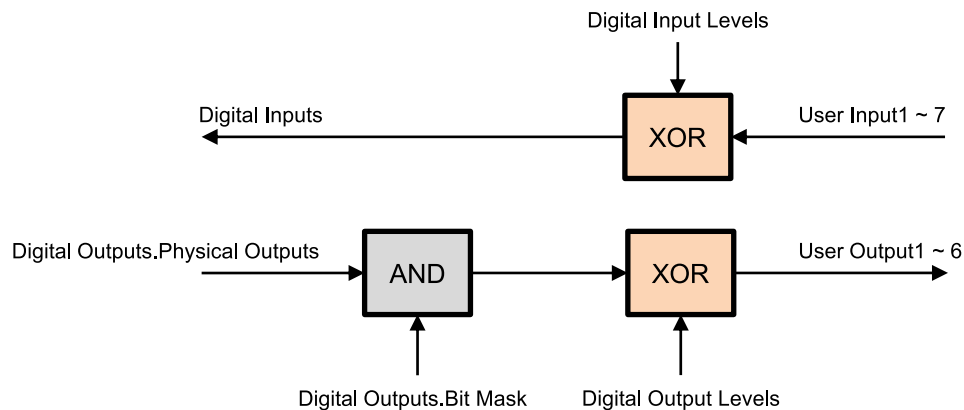 Digital Input Levels
Digital Inputs
XOR
User Input1 ~ 7
Digital Outputs.Physical Outputs
AND
XOR
User Output1 ~ 6
Digital Outputs.Bit Mask
Digital Output Levels